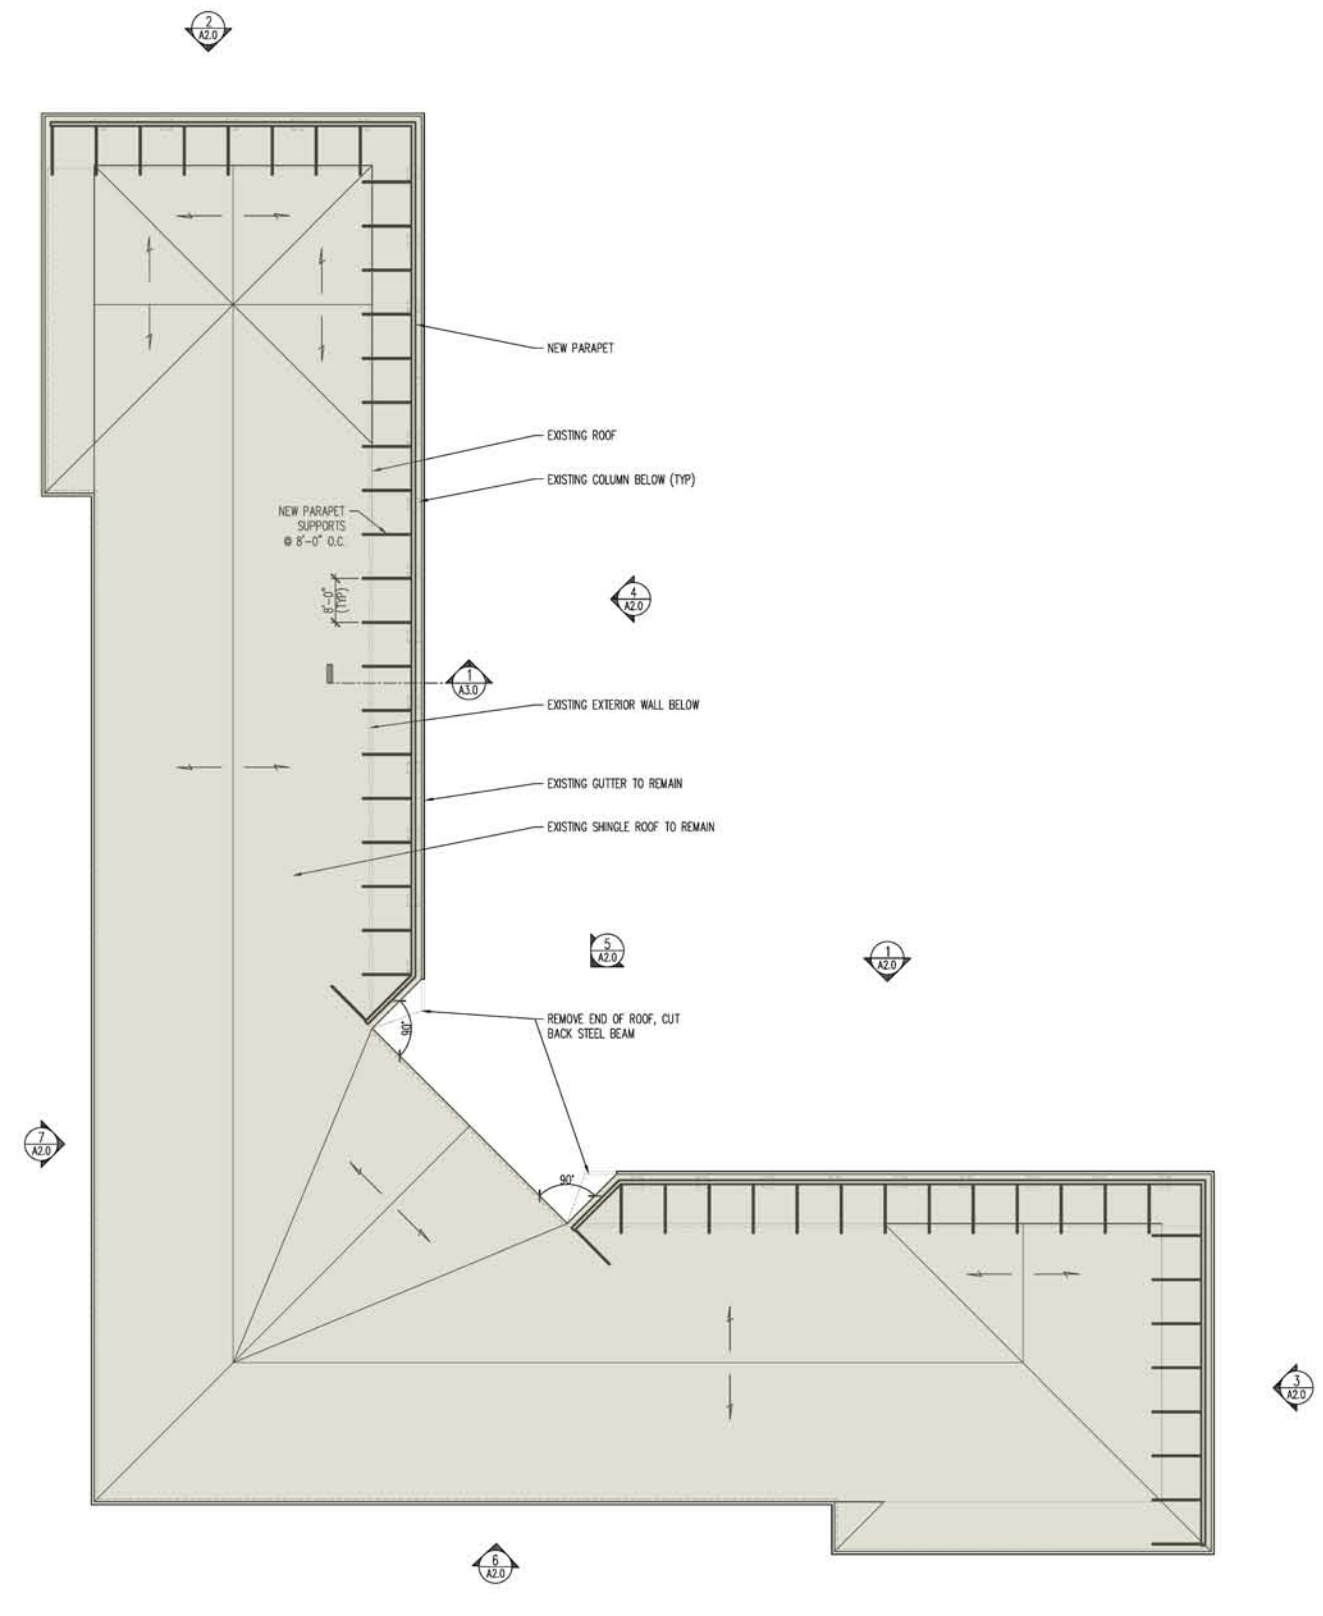 2
A2.0
NEW PARAPET
EXISTING ROOF
EXISTING COLUMN BELOW (TYP)
NEW PARAPET
SUPPORTS
@ 8'-0" O.C.
8'-0"
(TYP)
4
A2.0
1
A3.0
EXISTING EXTERIOR WALL BELOW
EXISTING GUTTER TO REMAIN
EXISTING SHINGLE ROOF TO REMAIN
5
A2.0
1
A2.0
REMOVE END OF ROOF, CUT
BACK STEEL BEAM
90°
7
A2.0
90°
3
A2.0
6
A2.0